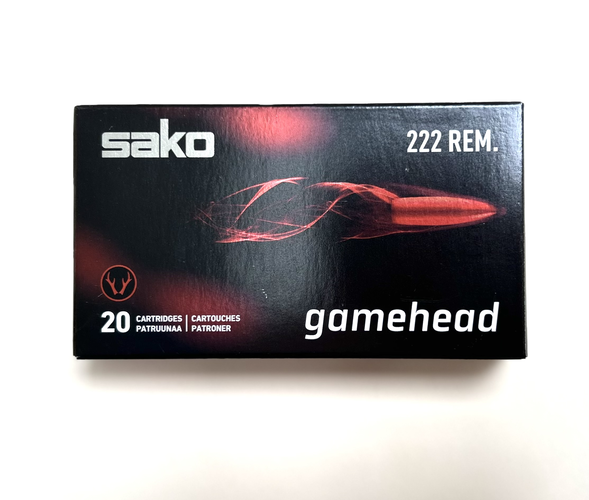 sako
222 REM.
20 CARTRIDGES | CARTOUCHES
PATRUUNAA | PATRONER
gamehead